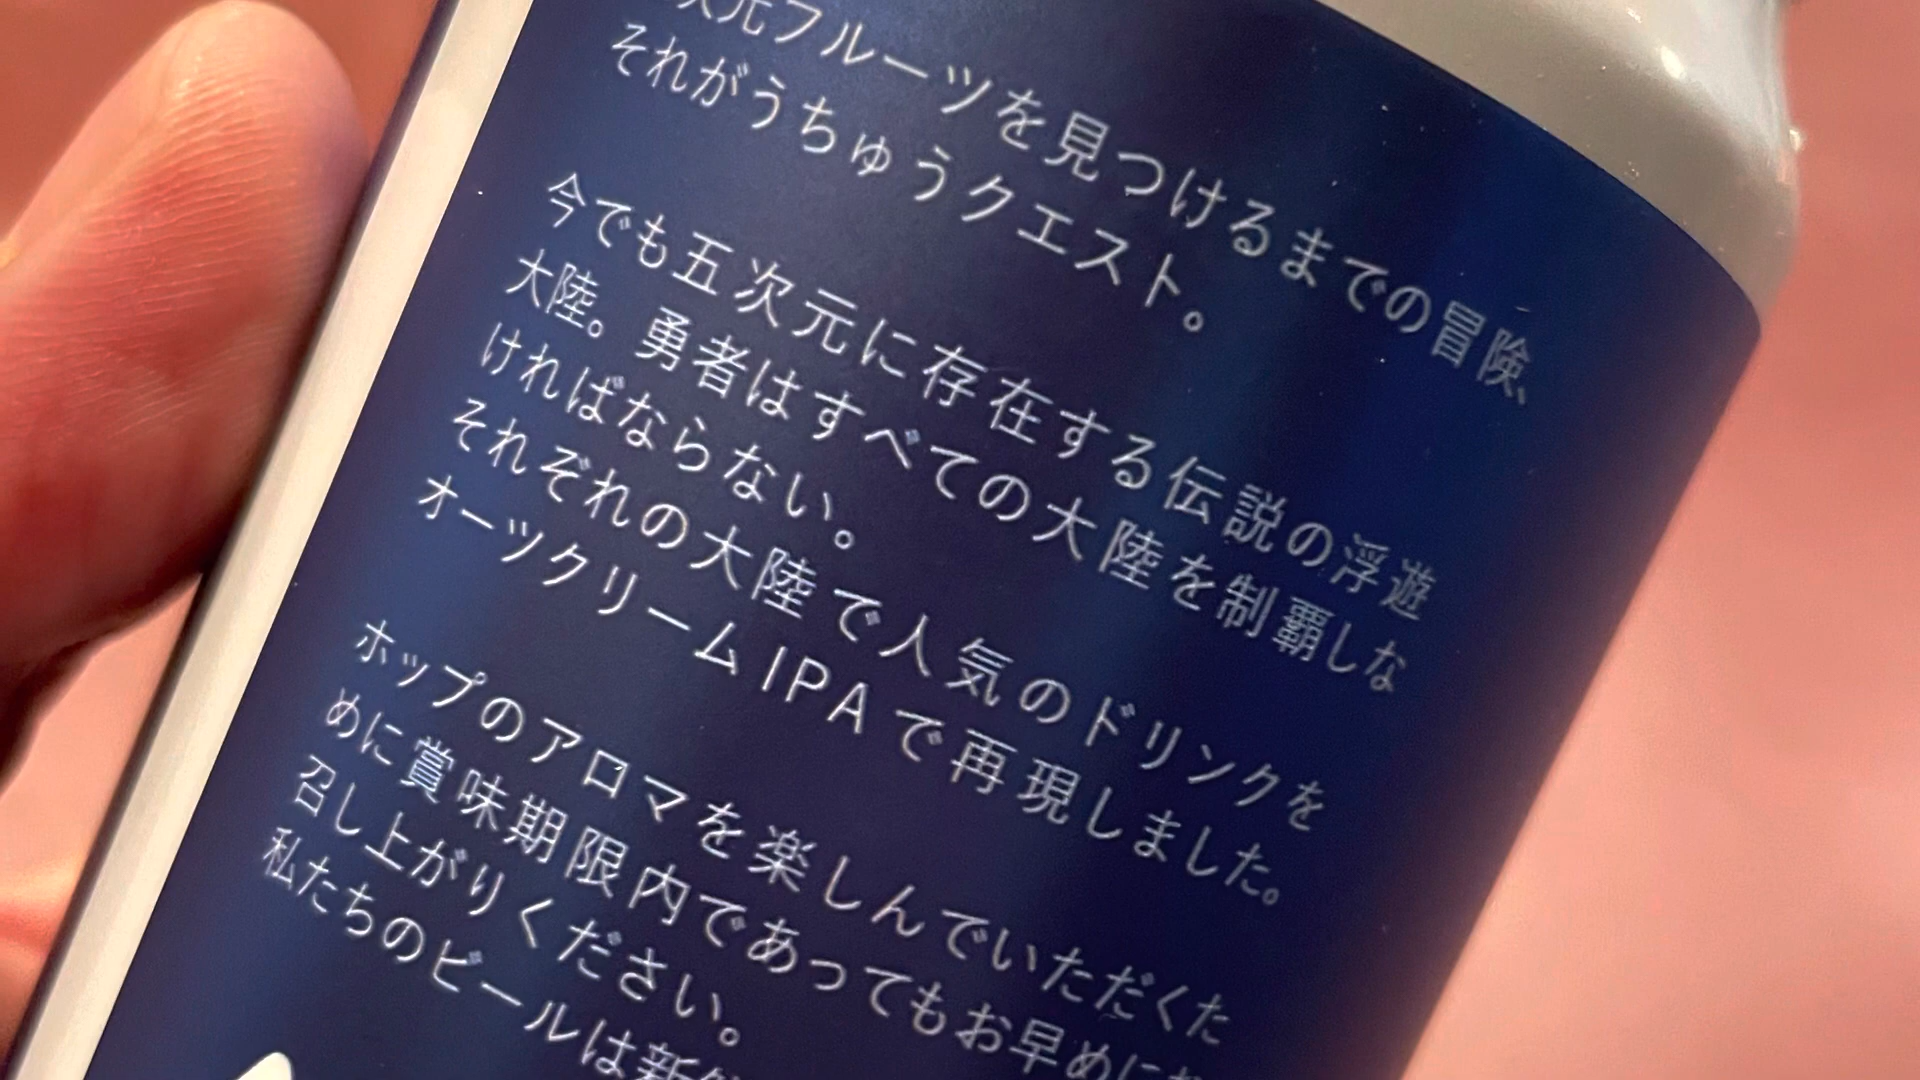 次元フルーツを見つけるまでの冒険、
それがうちゅうクエスト。
今でも五次元に存在する伝説の浮遊
大陸。勇者はすべての大陸を制覇しな
ければならない。
それぞれの大陸で人気のドリンクを
オーツクリームIPAで再現しました。
ホップのアロマを楽しんでいただくた
めに賞味期限内であってもお早めにお
召し上がりください。
私たちのビールは新鮮